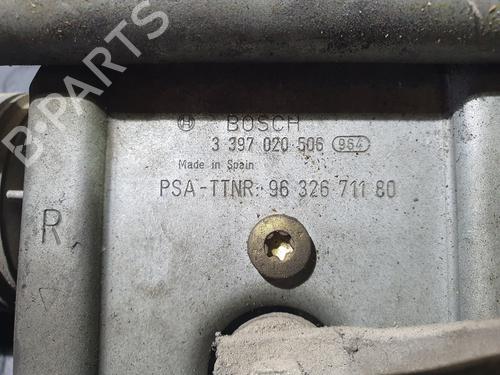 BOSCH
3 397 020 506 964
Made in Spain
PSA-TTNR: 96 326 711 80
R
B-PARTS